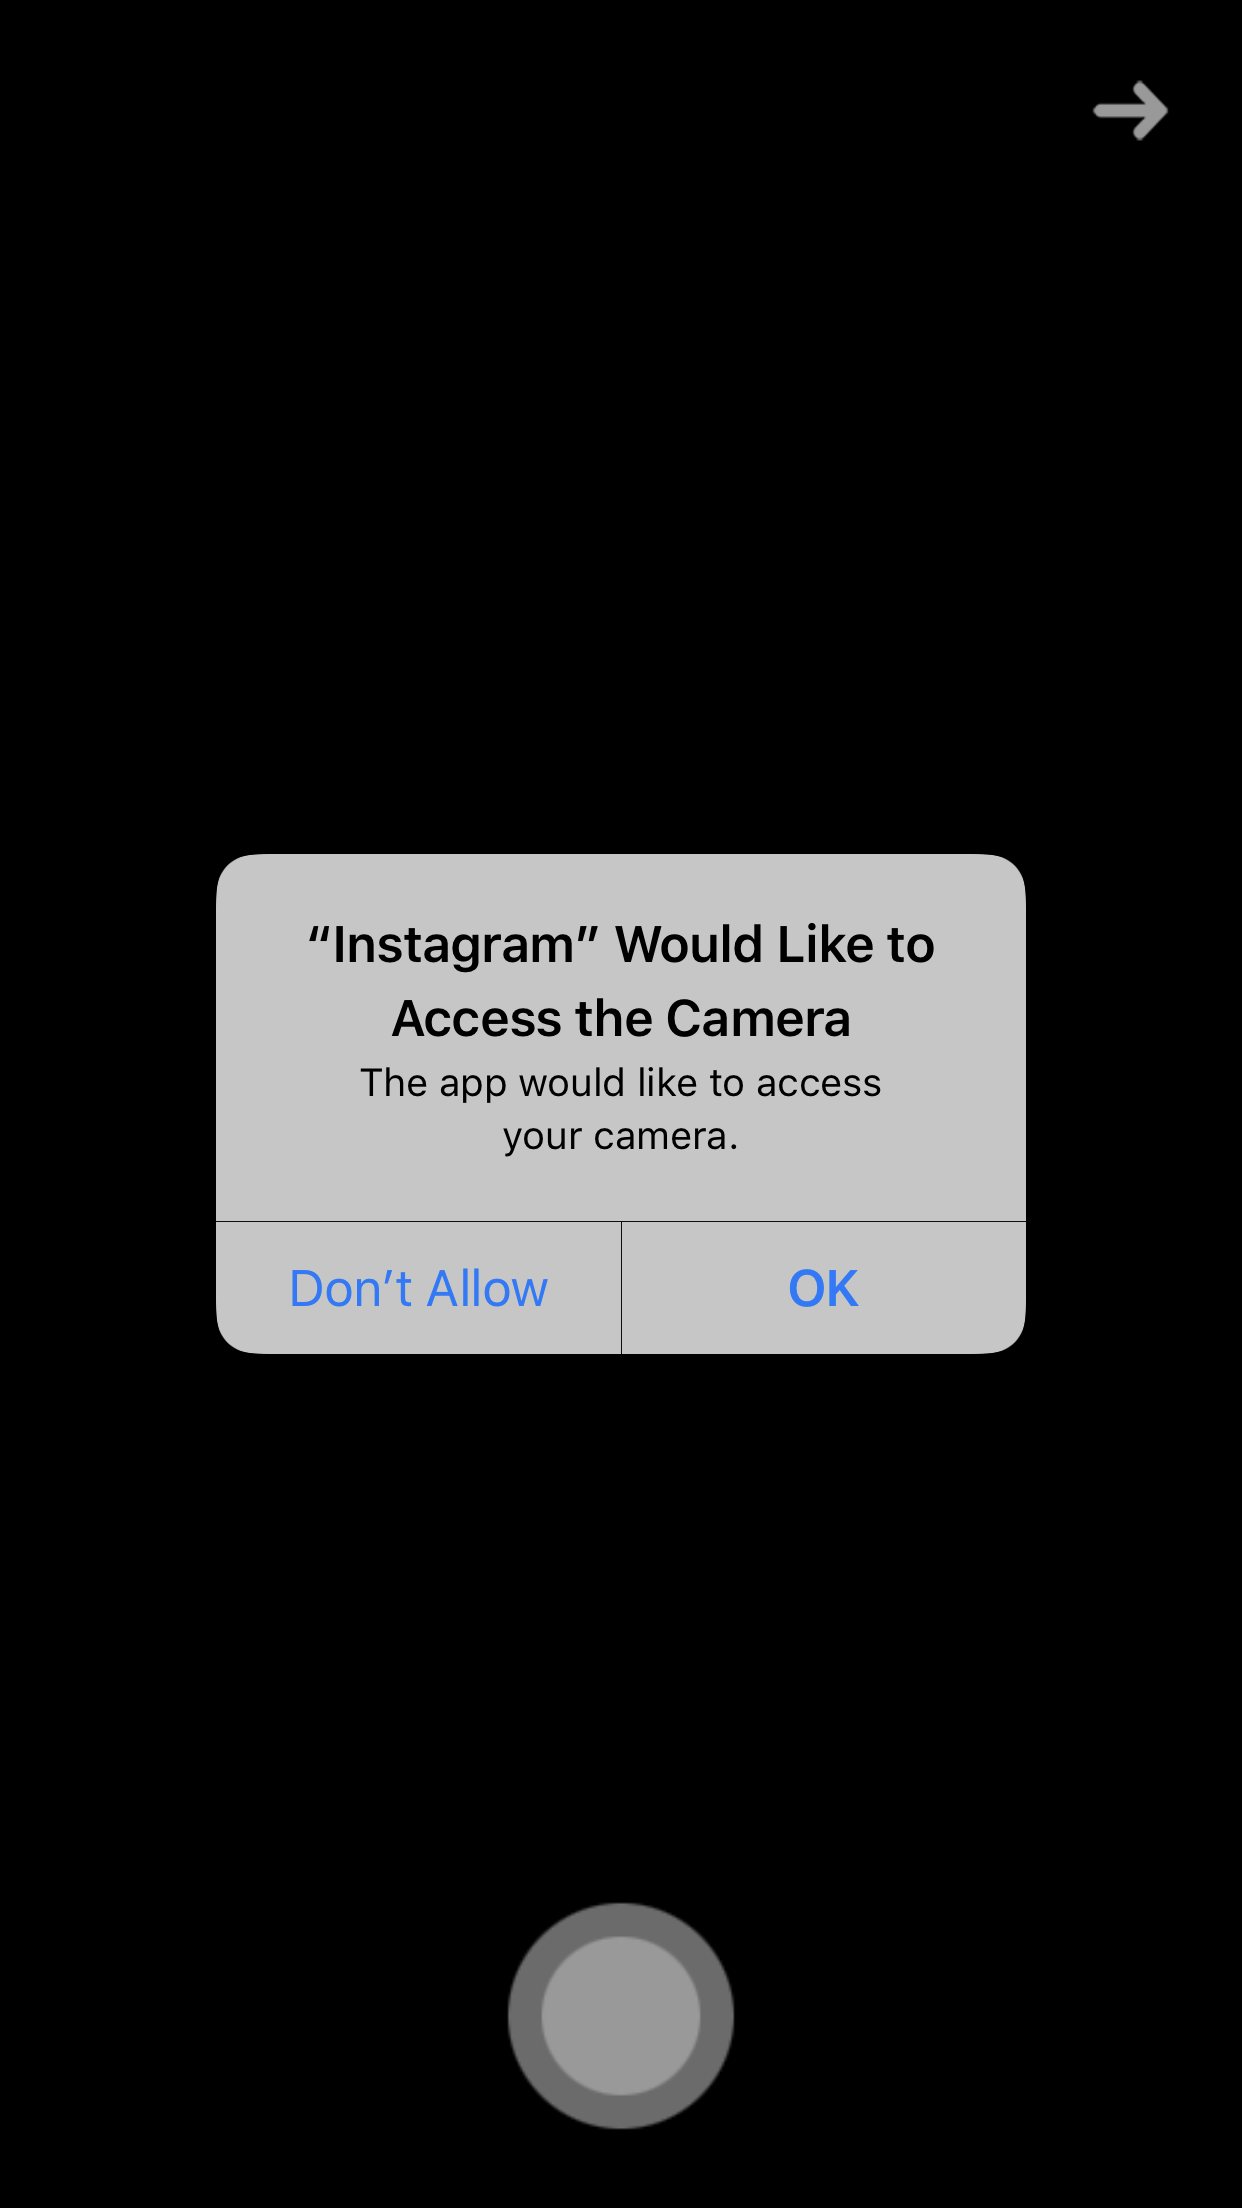 “Instagram” Would Like to
Access the Camera
The app would like to access
your camera.
Don’t Allow
OK